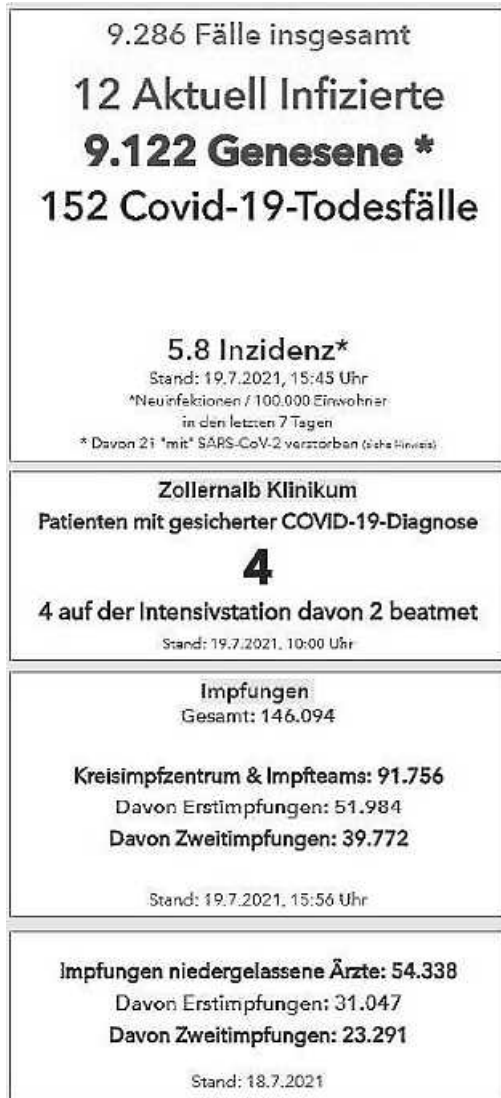 9.286 Fälle insgesamt
12 Aktuell Infizierte
9.122 Genesene *
152 Covid-19-Todesfälle
5.8 Inzidenz*
Stand: 19.7.2021, 15:45 Uhr
*Neuinfektionen / 100.000 Einwohner
in den letzten 7 Tagen
* Davon 21 "mit" SARS-CoV-2 verstorben (siehe Hinweis)
Zollernalb Klinikum
Patienten mit gesicherter COVID-19-Diagnose
4
4 auf der Intensivstation davon 2 beatmet
Stand: 19.7.2021, 10:00 Uhr
Impfungen
Gesamt: 146.094
Kreisimpfzentrum & Impfteams: 91.756
Davon Erstimpfungen: 51.984
Davon Zweitimpfungen: 39.772
Stand: 19.7.2021, 15:56 Uhr
Impfungen niedergelassene Ärzte: 54.338
Davon Erstimpfungen: 31.047
Davon Zweitimpfungen: 23.291
Stand: 18.7.2021